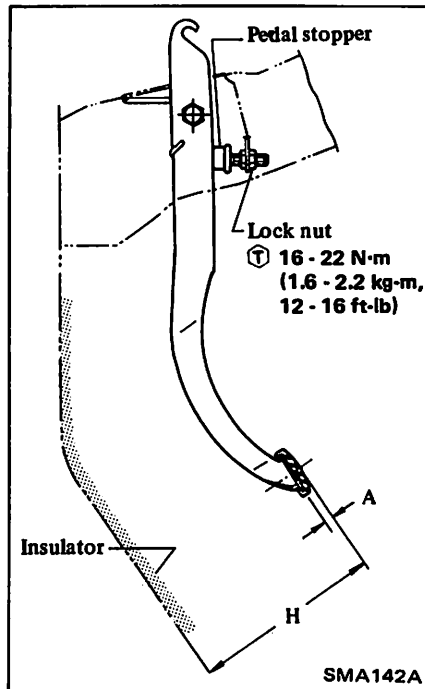 Pedal stopper
Lock nut
Ⓣ 16 - 22 N·m
(1.6 - 2.2 kg-m,
12 - 16 ft-lb)
A
Insulator
H
SMA142A